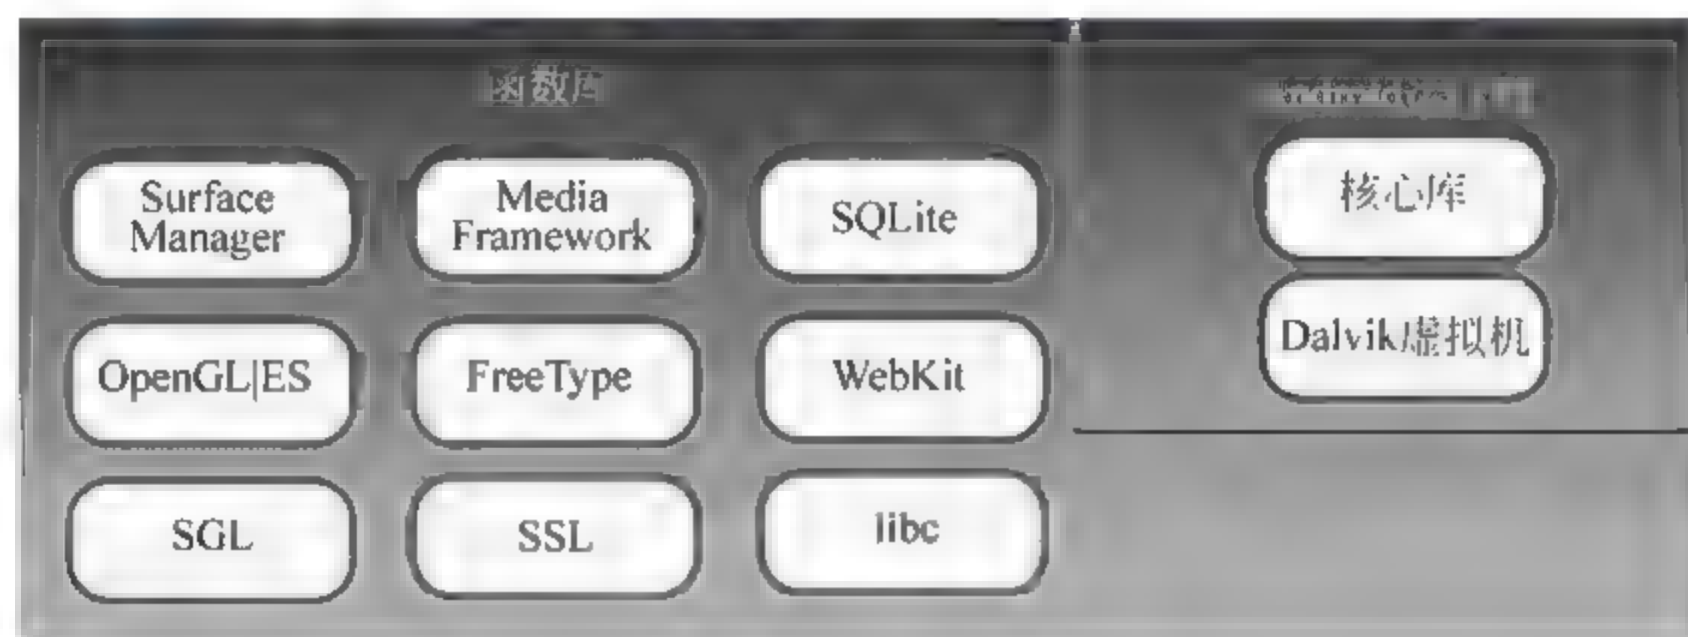 函数库
Surface
Manager
Media
Framework
SQLite
核心库
OpenGL|ES
FreeType
WebKit
Dalvik虚拟机
SGL
SSL
libc